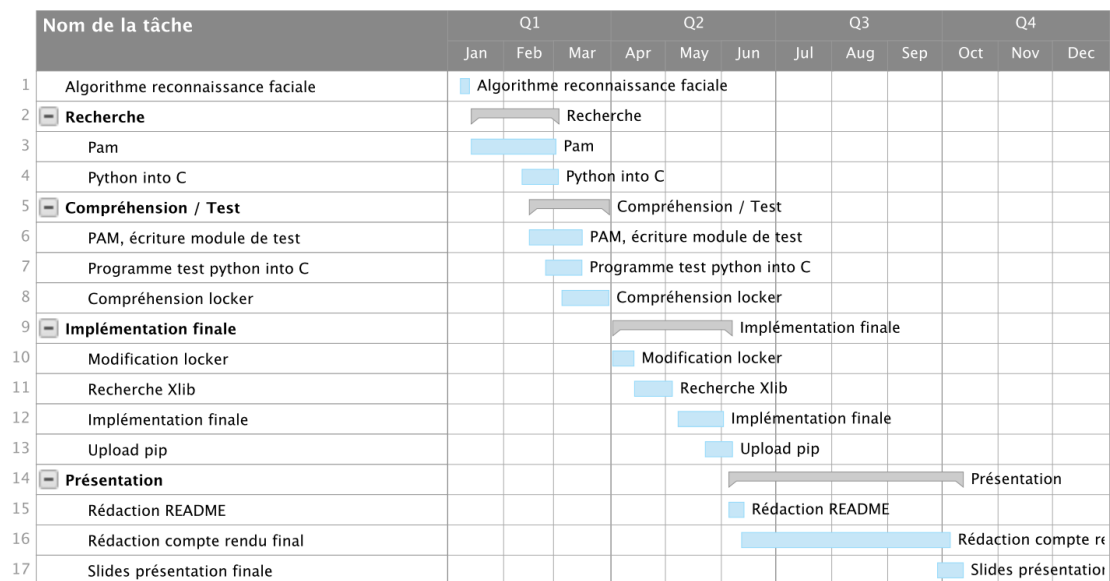 Nom de la tâche
Q1 Q2 Q3 Q4
Jan Feb Mar Apr May Jun Jul Aug Sep Oct Nov Dec
1 Algorithme reconnaissance faciale Algorithme reconnaissance faciale
2 Recherche Recherche
3 Pam Pam
4 Python into C Python into C
5 Compréhension / Test Compréhension / Test
6 PAM, écriture module de test PAM, écriture module de test
7 Programme test python into C Programme test python into C
8 Compréhension locker Compréhension locker
9 Implémentation finale Implémentation finale
10 Modification locker Modification locker
11 Recherche Xlib Recherche Xlib
12 Implémentation finale Implémentation finale
13 Upload pip Upload pip
14 Présentation Présentation
15 Rédaction README Rédaction README
16 Rédaction compte rendu final Rédaction compte re
17 Slides présentation finale Slides présentation